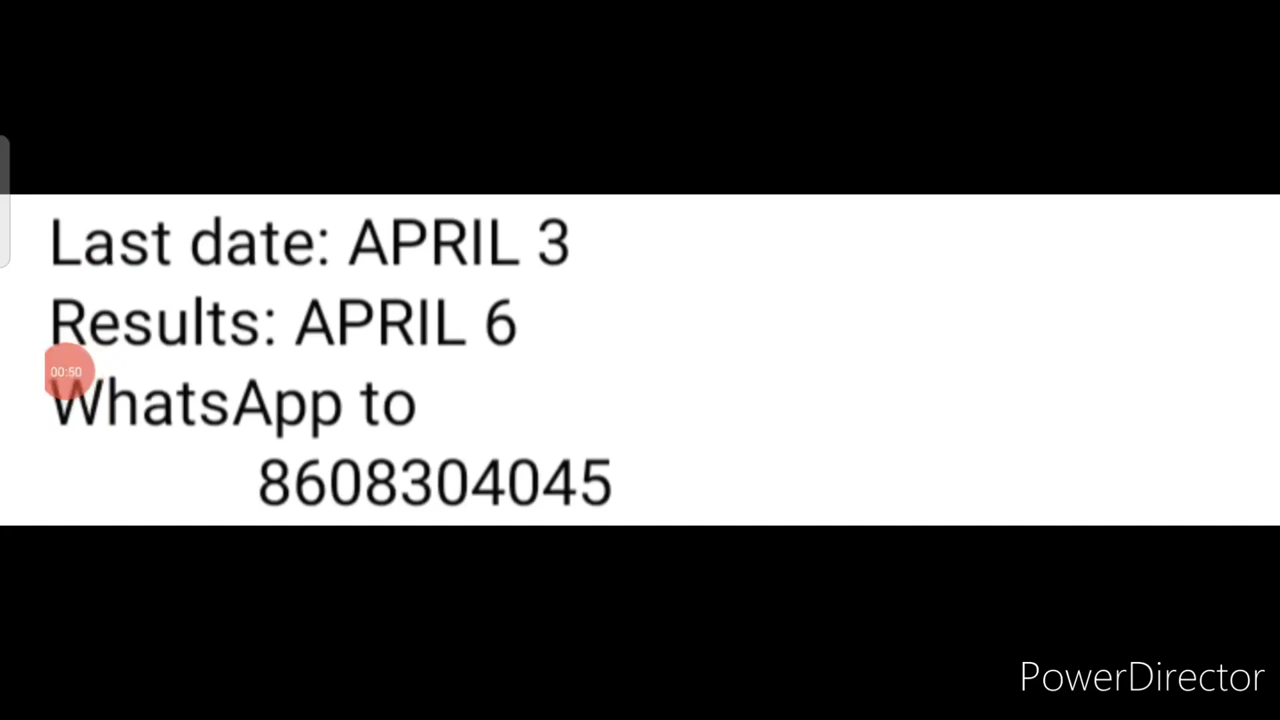 Last date: APRIL 3
Results: APRIL 6
00:50
WhatsApp to
8608304045
PowerDirector